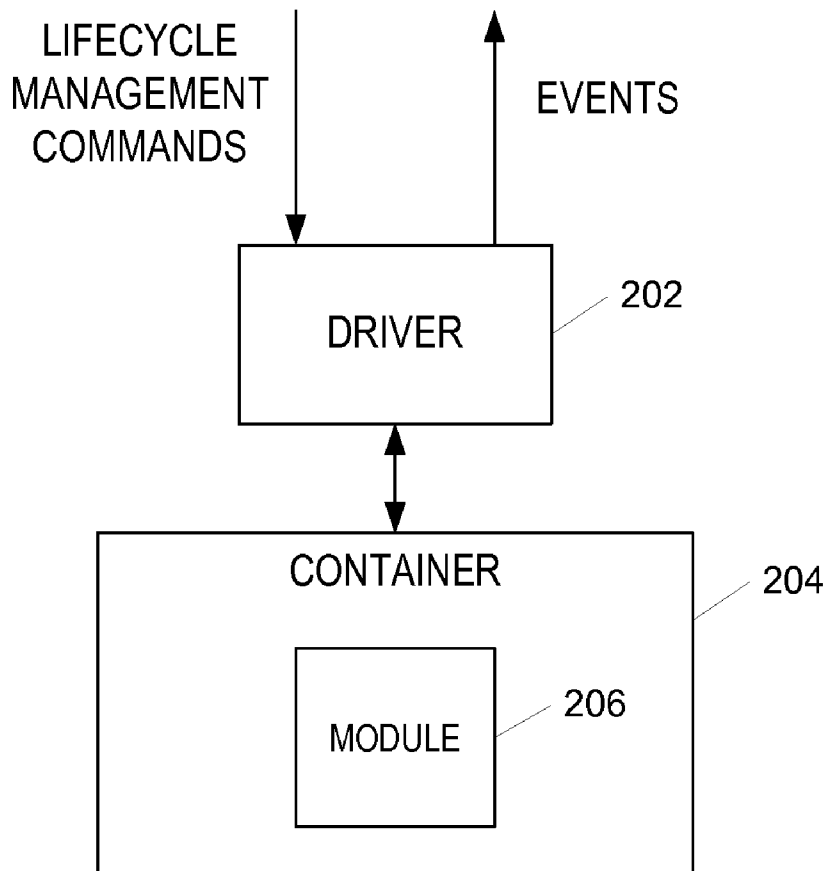 LIFECYCLE
MANAGEMENT
COMMANDS
EVENTS
DRIVER
202
CONTAINER
204
MODULE
206